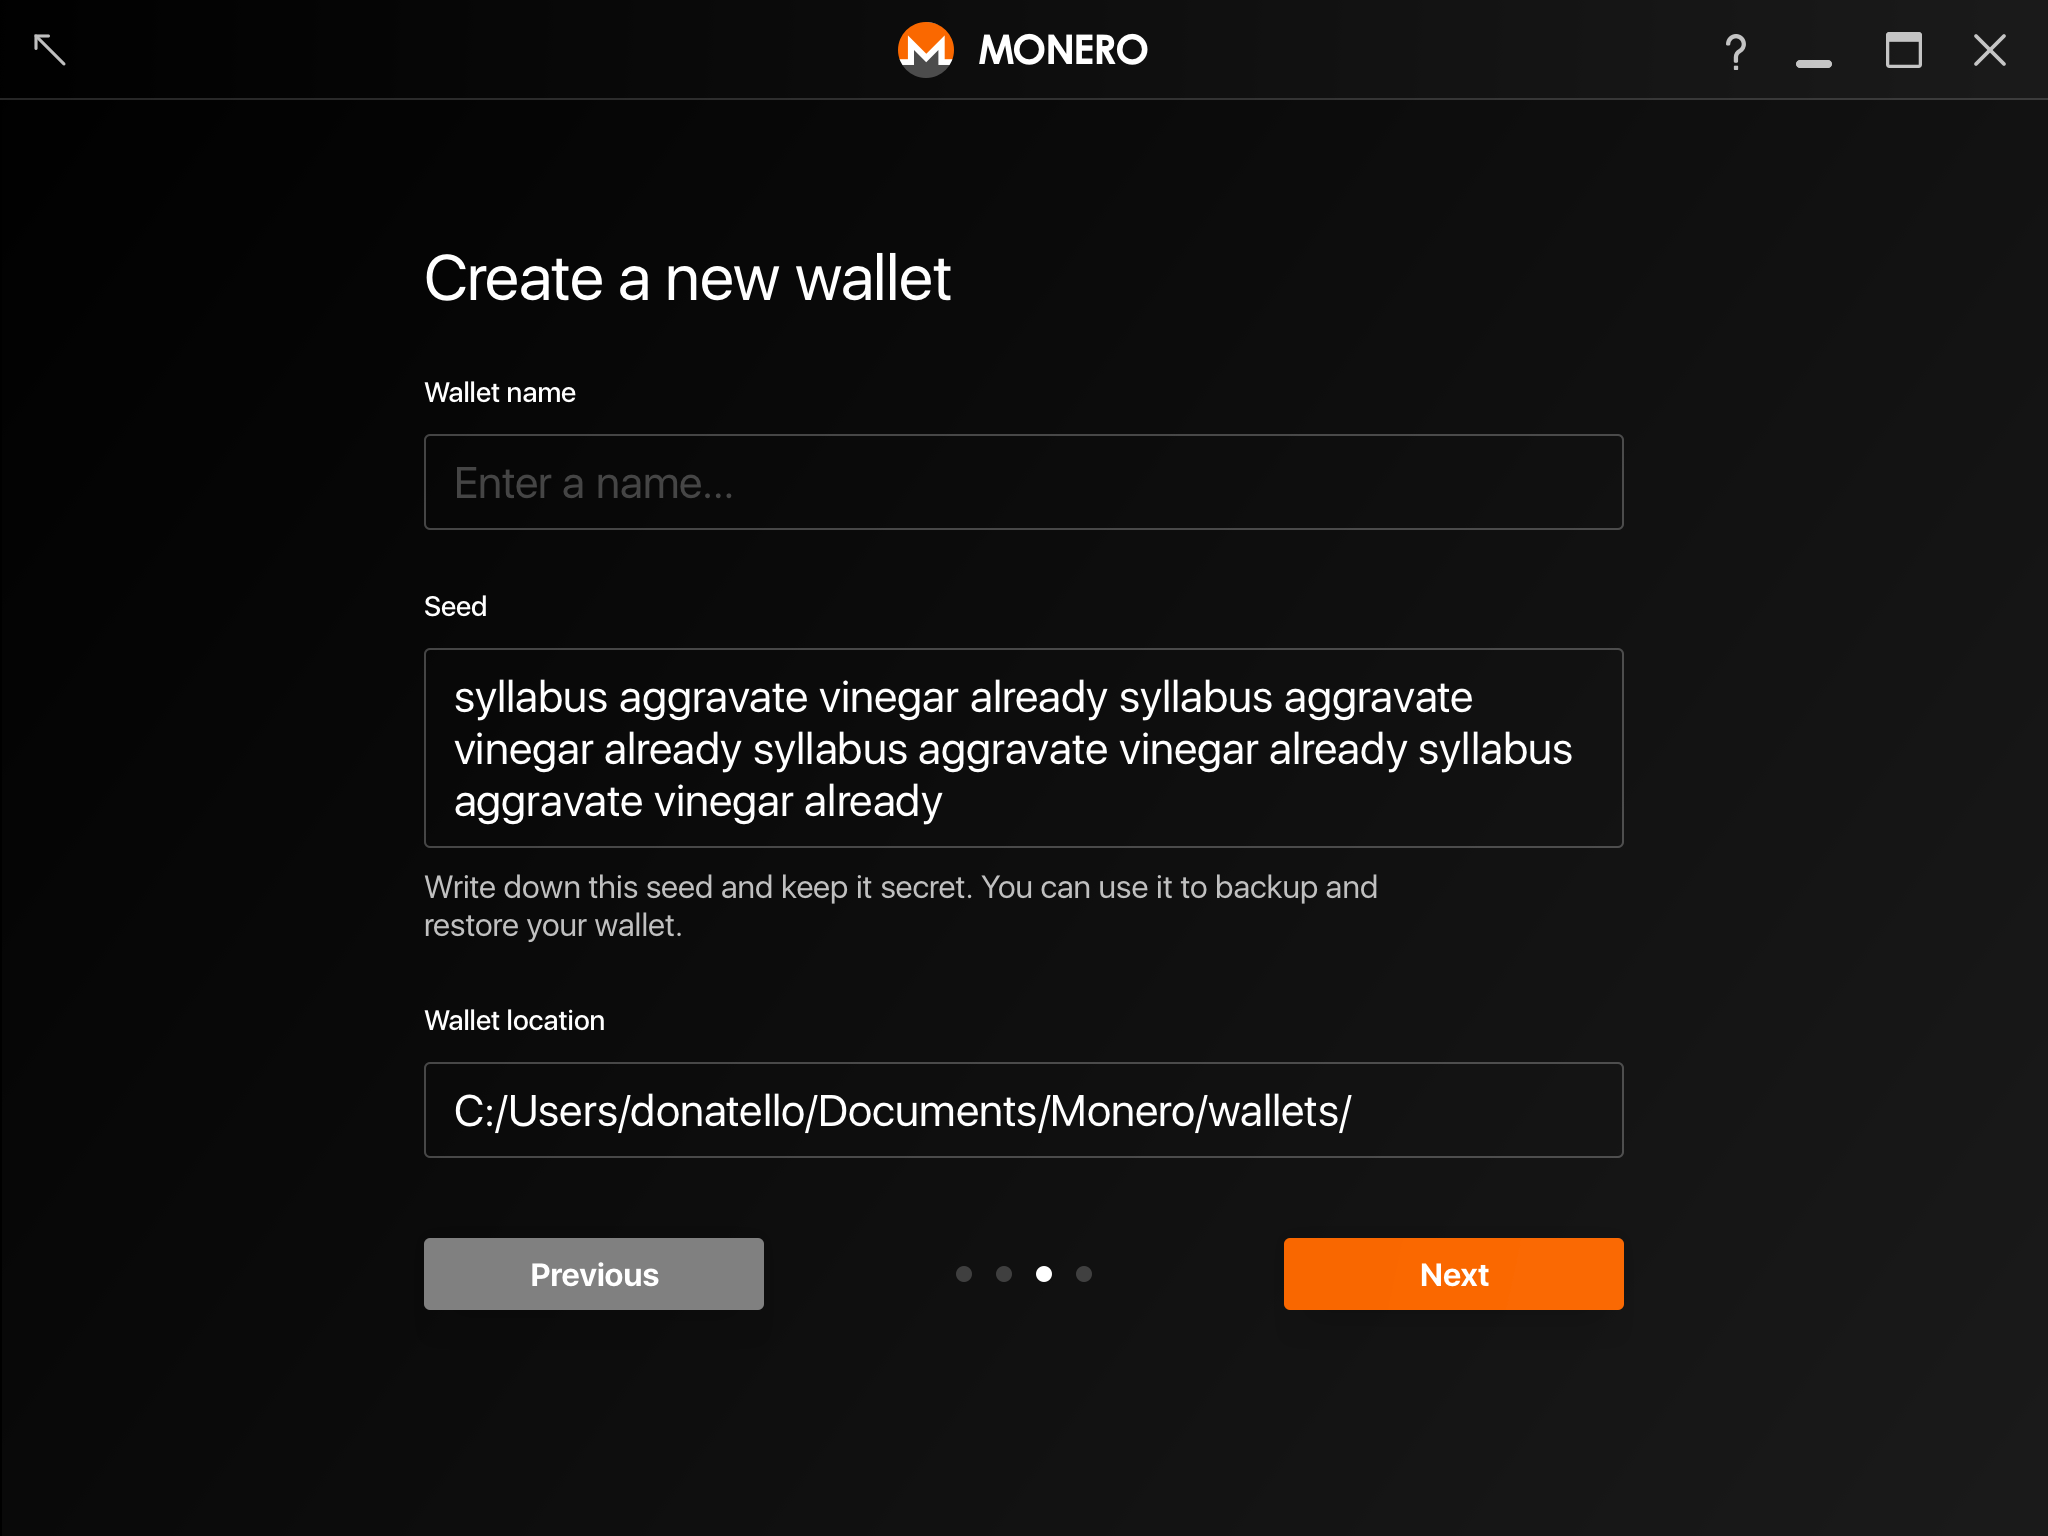 MONERO
?
Create a new wallet
Wallet name
Enter a name...
Seed
syllabus aggravate vinegar already syllabus aggravate
vinegar already syllabus aggravate vinegar already syllabus
aggravate vinegar already
Write down this seed and keep it secret. You can use it to backup and
restore your wallet.
Wallet location
C:/Users/donatello/Documents/Monero/wallets/
Previous
Next